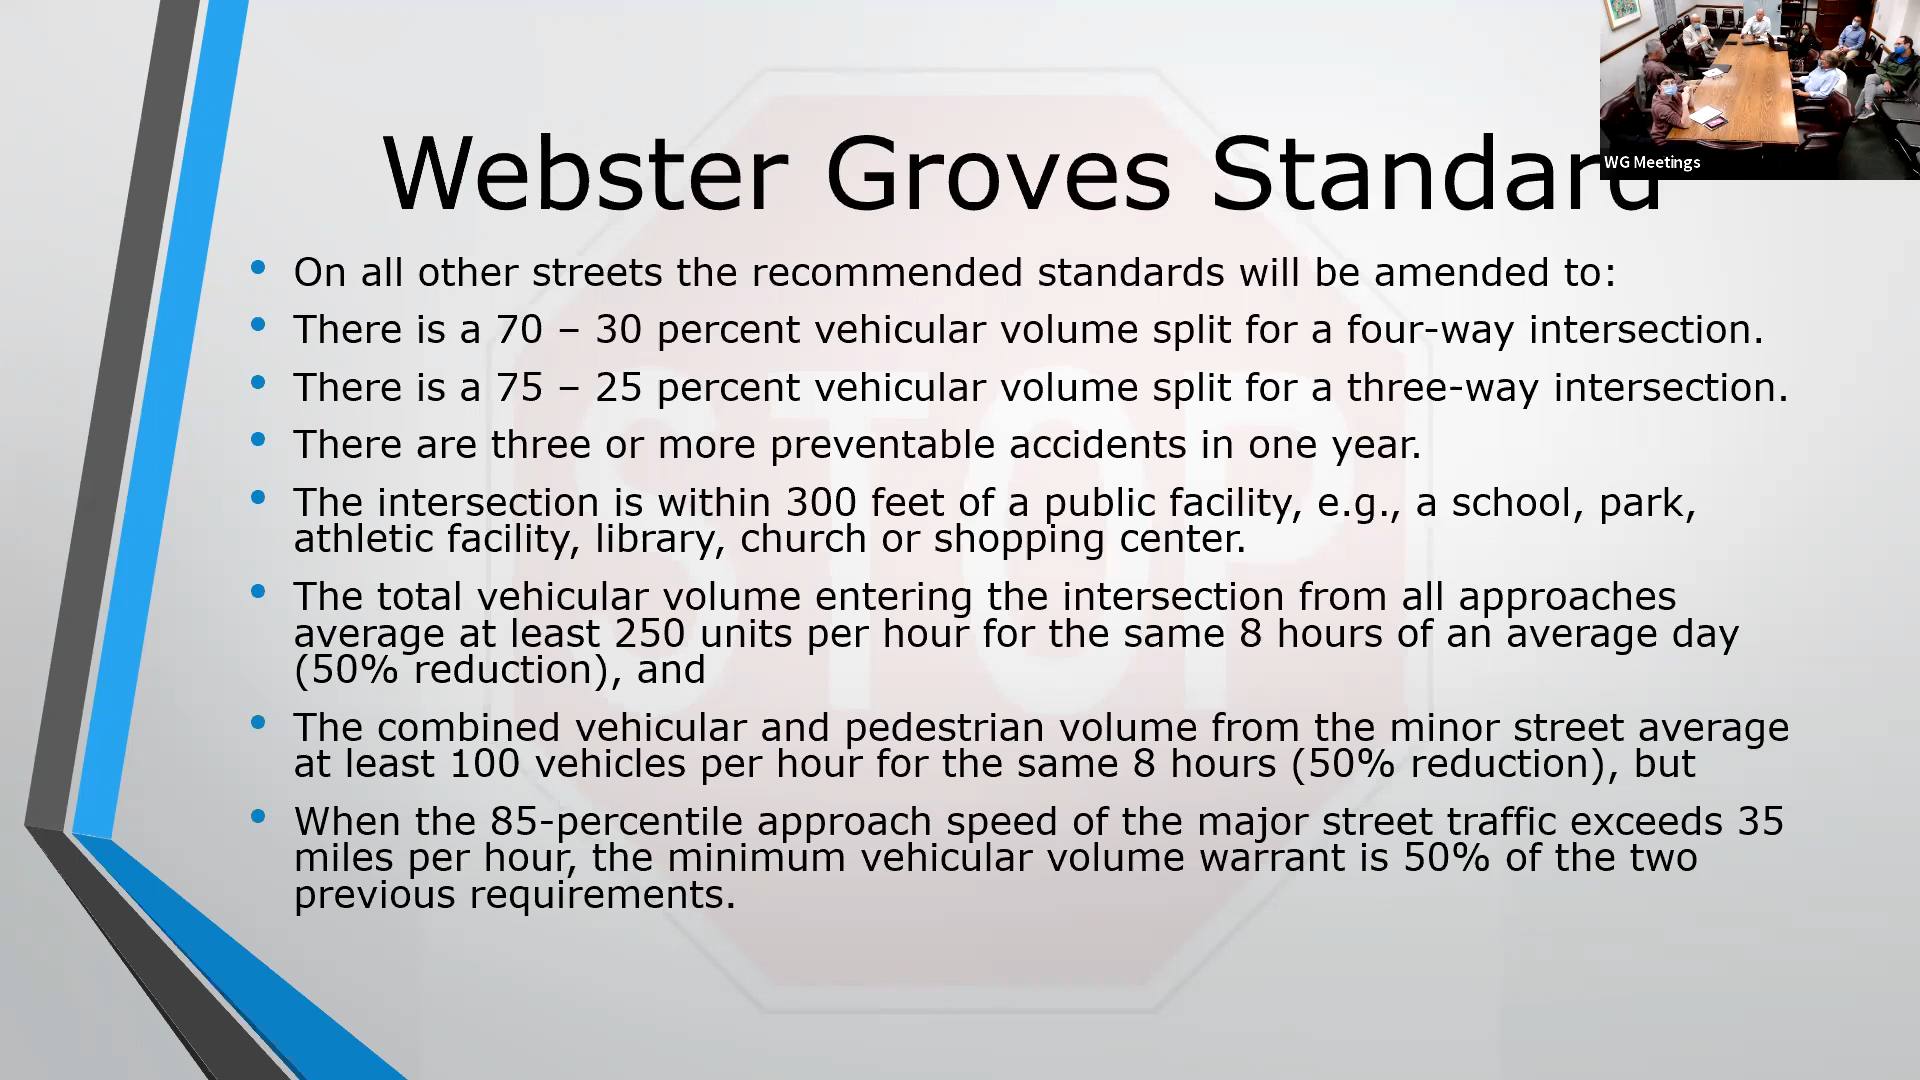 Webster Groves Standard
WG Meetings
On all other streets the recommended standards will be amended to:
There is a 70 – 30 percent vehicular volume split for a four-way intersection.
There is a 75 – 25 percent vehicular volume split for a three-way intersection.
There are three or more preventable accidents in one year.
The intersection is within 300 feet of a public facility, e.g., a school, park,
athletic facility, library, church or shopping center.
The total vehicular volume entering the intersection from all approaches
average at least 250 units per hour for the same 8 hours of an average day
(50% reduction), and
The combined vehicular and pedestrian volume from the minor street average
at least 100 vehicles per hour for the same 8 hours (50% reduction), but
When the 85-percentile approach speed of the major street traffic exceeds 35
miles per hour, the minimum vehicular volume warrant is 50% of the two
previous requirements.
STOP